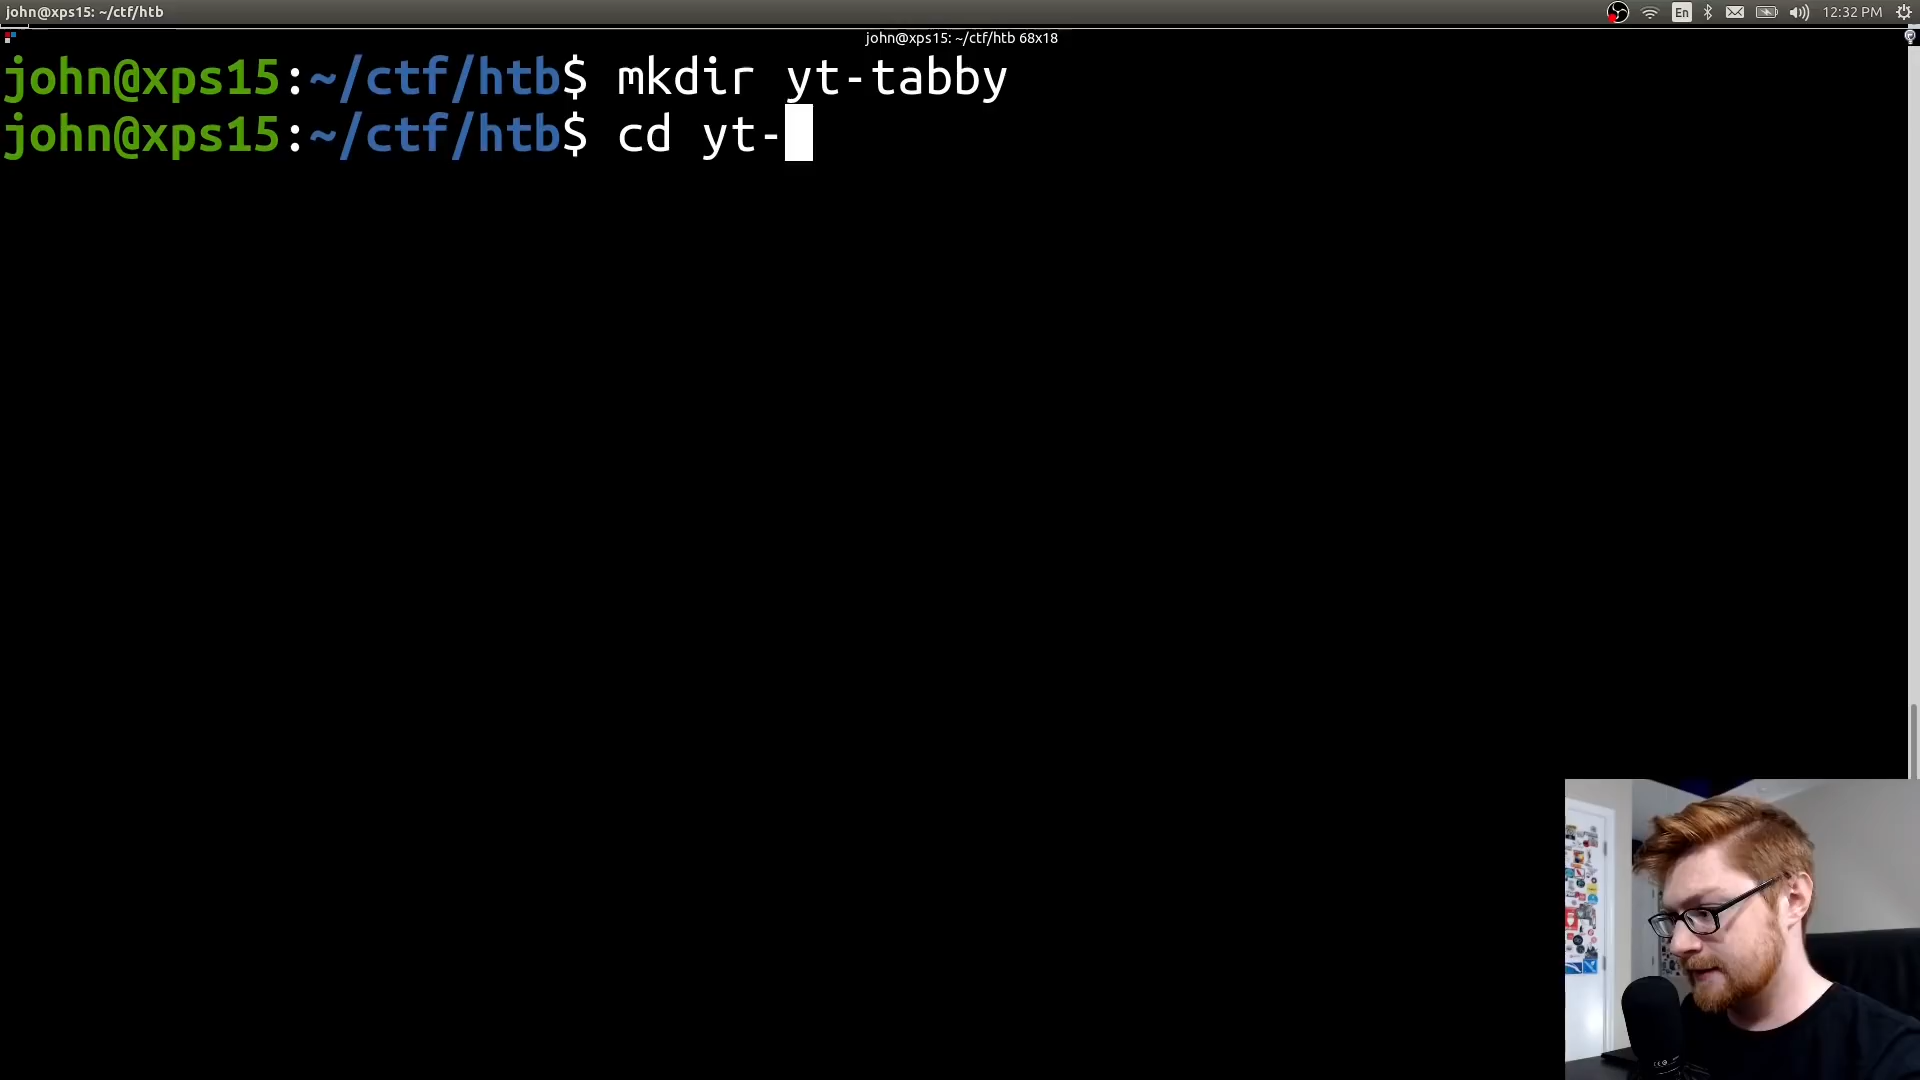 john@xps15: ~/ctf/htb
En
12:32 PM
john@xps15: ~/ctf/htb 68x18
john@xps15:~/ctf/htb$ mkdir yt-tabby
john@xps15:~/ctf/htb$ cd yt-